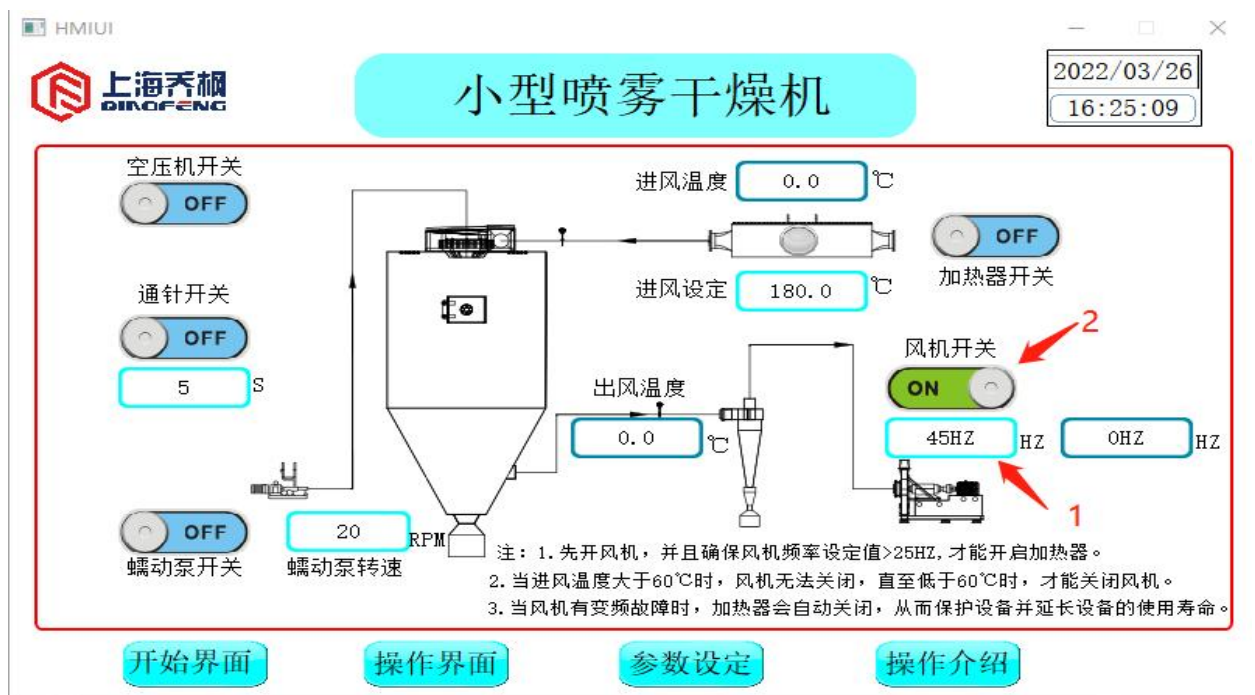 HMIUI
上海乔枫
QIAOFENG
小型喷雾干燥机
2022/03/26
16:25:09
空压机开关
OFF
进风温度 0.0 ℃
OFF
加热器开关
进风设定 180.0 ℃
通针开关
OFF
5 S
2
风机开关
ON
出风温度
0.0 ℃
45HZ HZ 0HZ HZ
1
OFF
20 RPM
蠕动泵开关 蠕动泵转速
注：1.先开风机，并且确保风机频率设定值>25HZ,才能开启加热器。
2.当进风温度大于60℃时，风机无法关闭，直至低于60℃时，才能关闭风机。
3.当风机有变频故障时，加热器会自动关闭，从而保护设备并延长设备的使用寿命。
开始界面 操作界面 参数设定 操作介绍